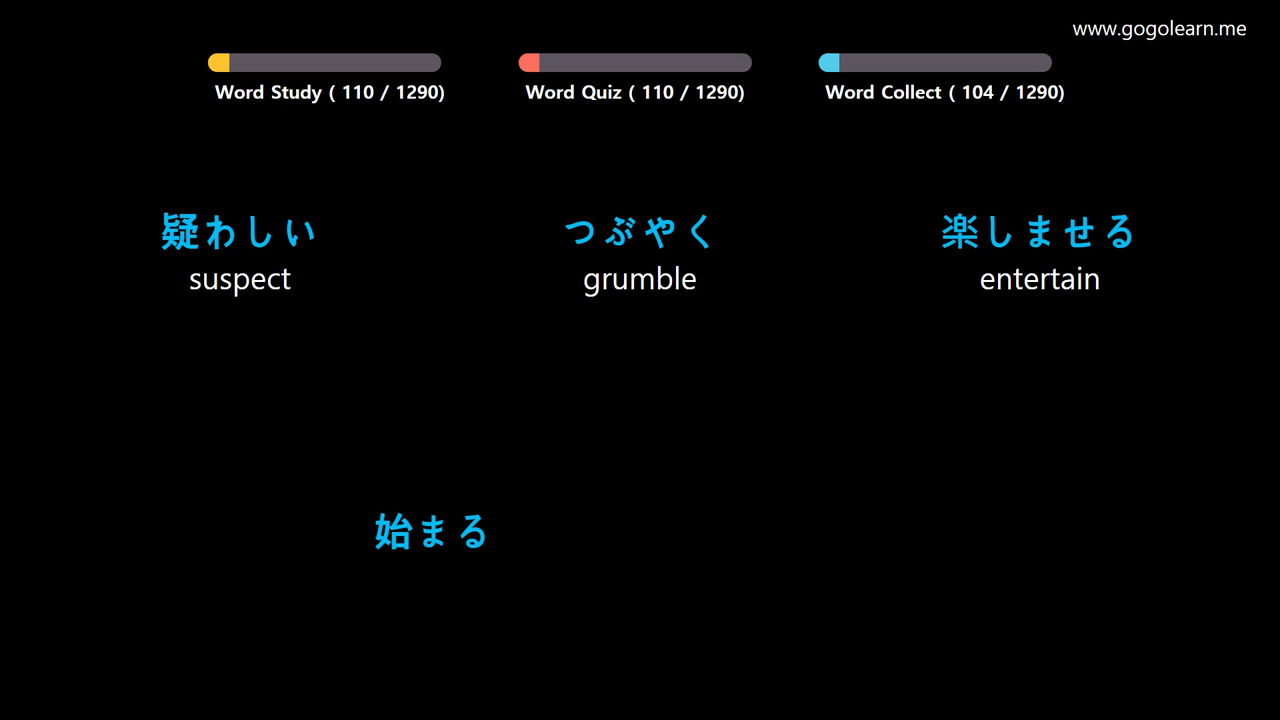 www.gogolearn.me
Word Study ( 110 / 1290)
Word Quiz ( 110 / 1290)
Word Collect ( 104 / 1290)
疑わしい
suspect
つぶやく
grumble
楽しませる
entertain
始まる